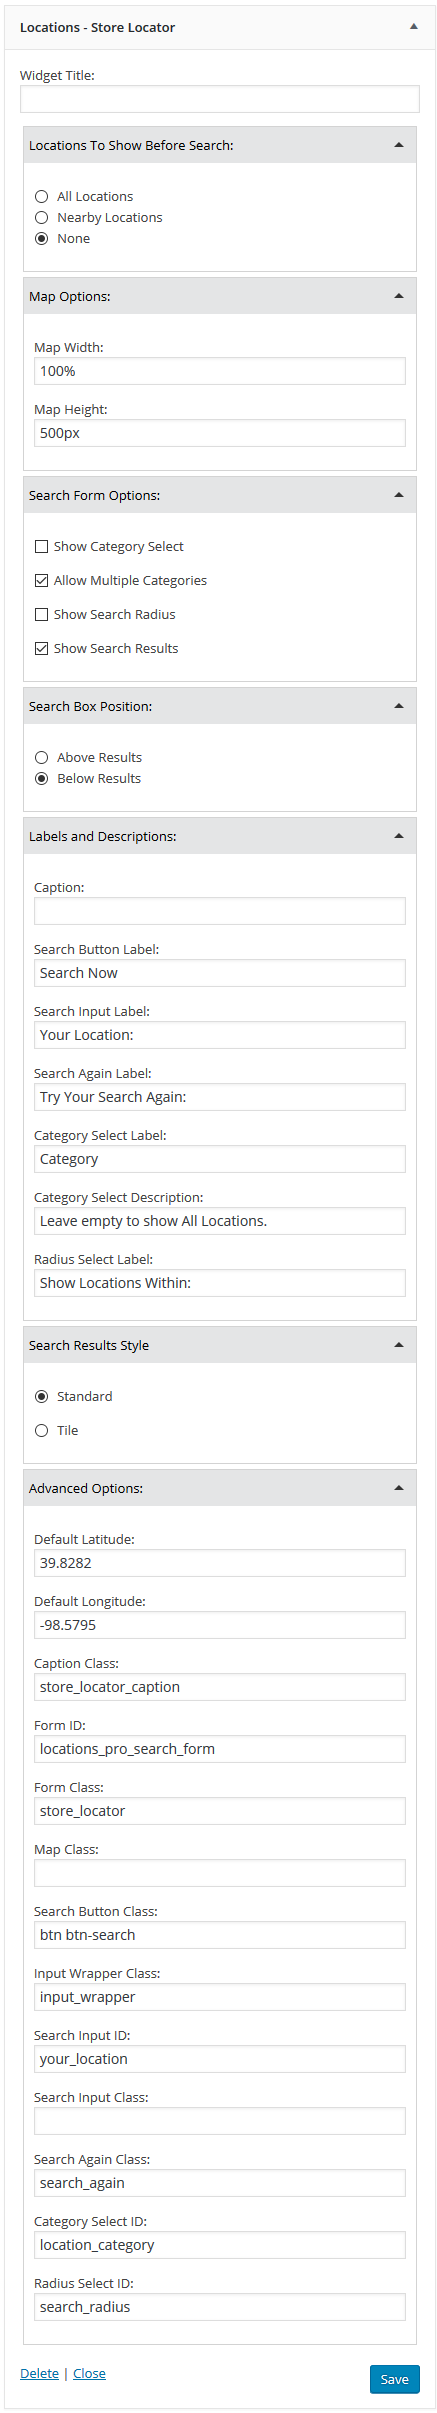 Locations - Store Locator
Widget Title:
Locations To Show Before Search:
All Locations
Nearby Locations
None
Map Options:
Map Width:
100%
Map Height:
500px
Search Form Options:
Show Category Select
Allow Multiple Categories
Show Search Radius
Show Search Results
Search Box Position:
Above Results
Below Results
Labels and Descriptions:
Caption:
Search Button Label:
Search Now
Search Input Label:
Your Location:
Search Again Label:
Try Your Search Again:
Category Select Label:
Category
Category Select Description:
Leave empty to show All Locations.
Radius Select Label:
Show Locations Within:
Search Results Style
Standard
Tile
Advanced Options:
Default Latitude:
39.8282
Default Longitude:
-98.5795
Caption Class:
store_locator_caption
Form ID:
locations_pro_search_form
Form Class:
store_locator
Map Class:
Search Button Class:
btn btn-search
Input Wrapper Class:
input_wrapper
Search Input ID:
your_location
Search Input Class:
Search Again Class:
search_again
Category Select ID:
location_category
Radius Select ID:
search_radius
Delete | Close
Save